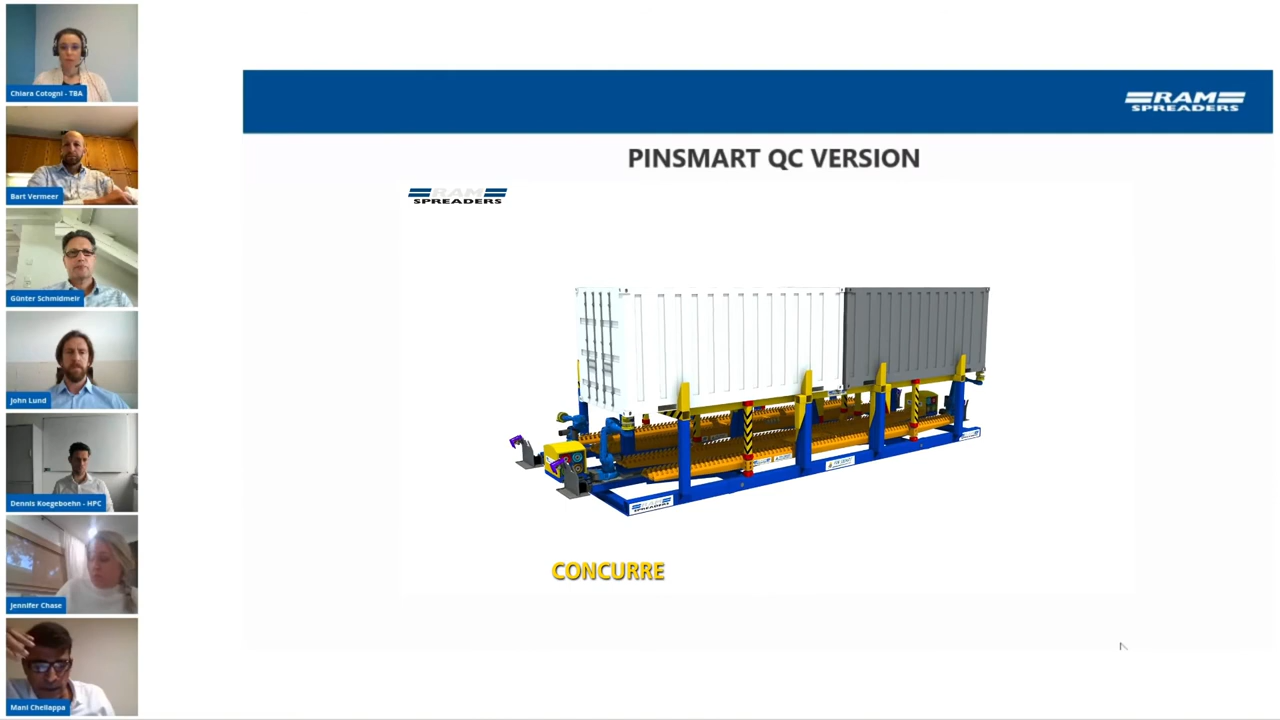 Chiara Cotogni - TBA
Bart Vermeer
Günter Schmidmeir
John Lund
Dennis Koegeboehn - HPC
Jennifer Chase
Mani Chellappa
RAM
SPREADERS
PINSMART QC VERSION
RAM
SPREADERS
CONCURRE